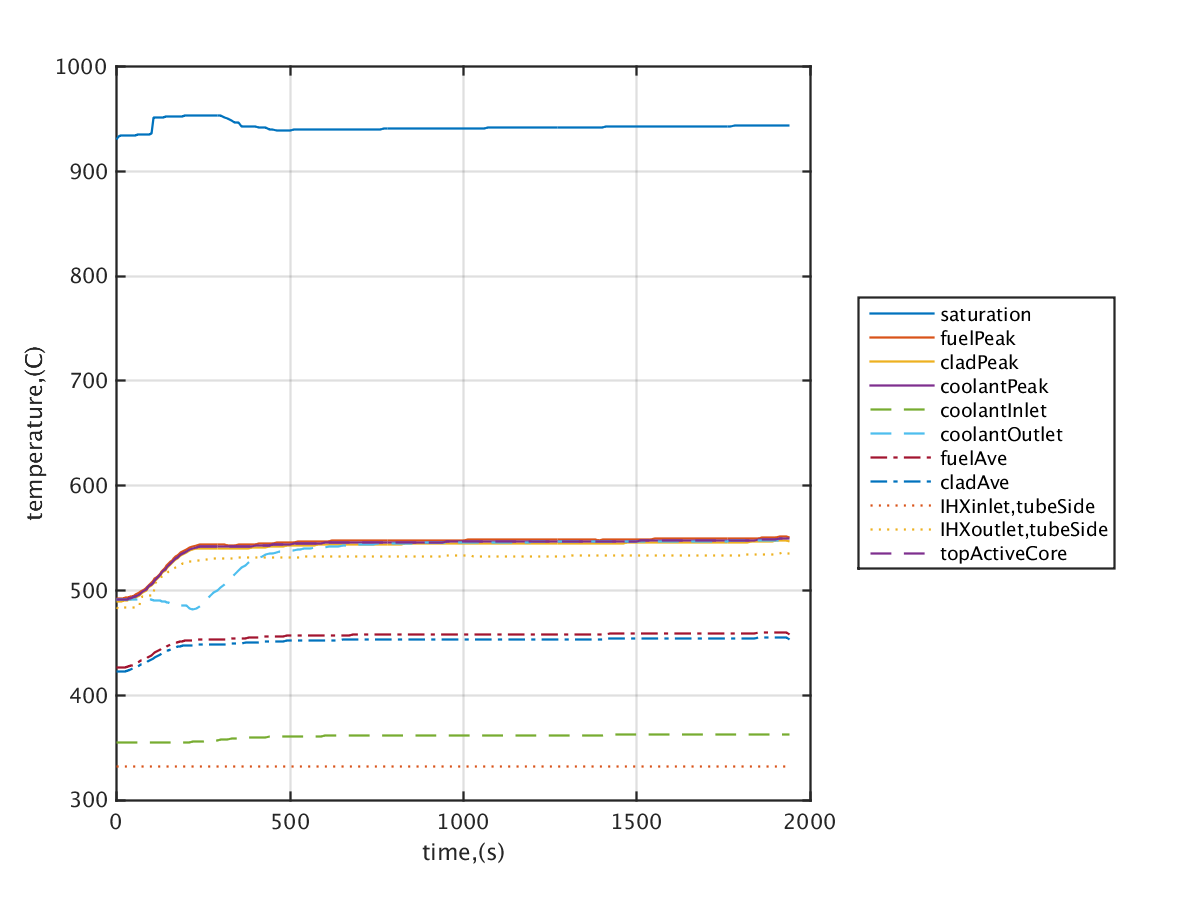 1000
900
800
700
600
500
400
300
0
500
1000
1500
2000
temperature,(C)
time,(s)
saturation
fuelPeak
cladPeak
coolantPeak
coolantInlet
coolantOutlet
fuelAve
cladAve
IHXinlet,tubeSide
IHXoutlet,tubeSide
topActiveCore